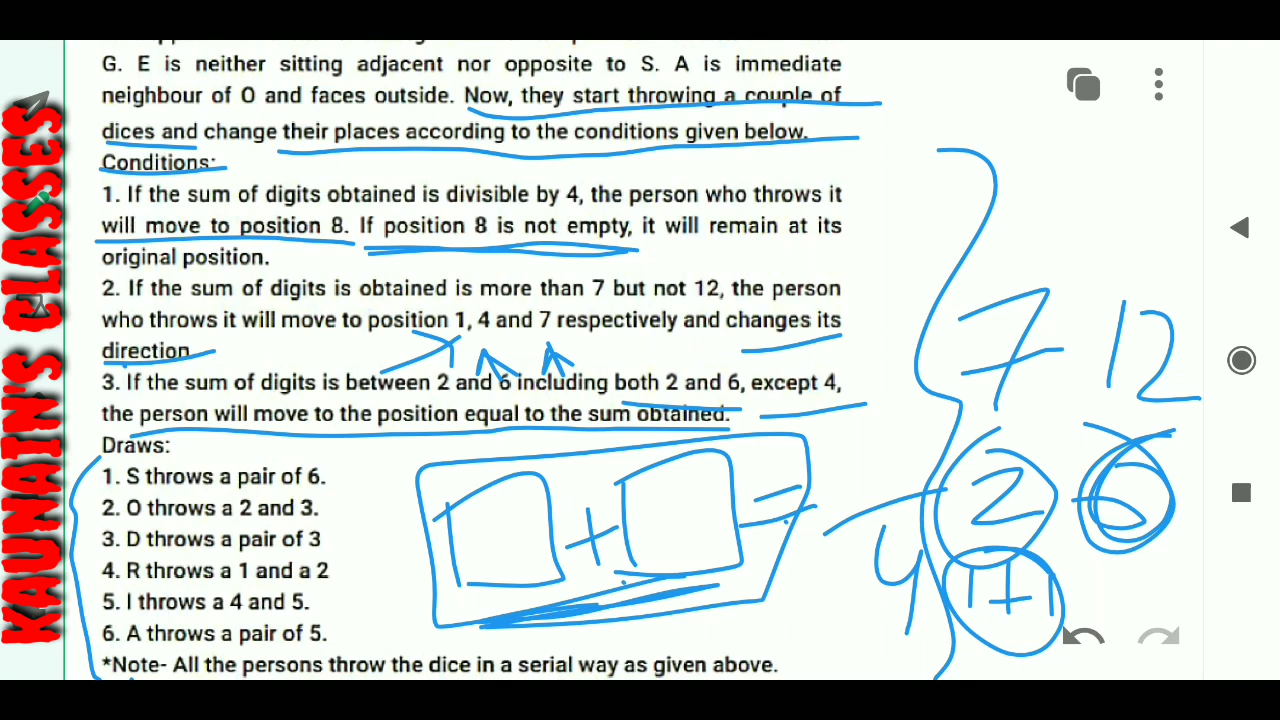 G. E is neither sitting adjacent nor opposite to S. A is immediate
neighbour of O and faces outside. Now, they start throwing a couple of
dices and change their places according to the conditions given below.
Conditions:
1. If the sum of digits obtained is divisible by 4, the person who throws it
will move to position 8. If position 8 is not empty, it will remain at its
original position.
2. If the sum of digits is obtained is more than 7 but not 12, the person
who throws it will move to position 1, 4 and 7 respectively and changes its
direction
3. If the sum of digits is between 2 and 6 including both 2 and 6, except 4,
the person will move to the position equal to the sum obtained.
Draws:
1. S throws a pair of 6.
2. O throws a 2 and 3.
3. D throws a pair of 3
4. R throws a 1 and a 2
5. I throws a 4 and 5.
6. A throws a pair of 5.
*Note- All the persons throw the dice in a serial way as given above.
KAUNAIN'S CLASSES
7 12
2 6
+ =
4
1+1